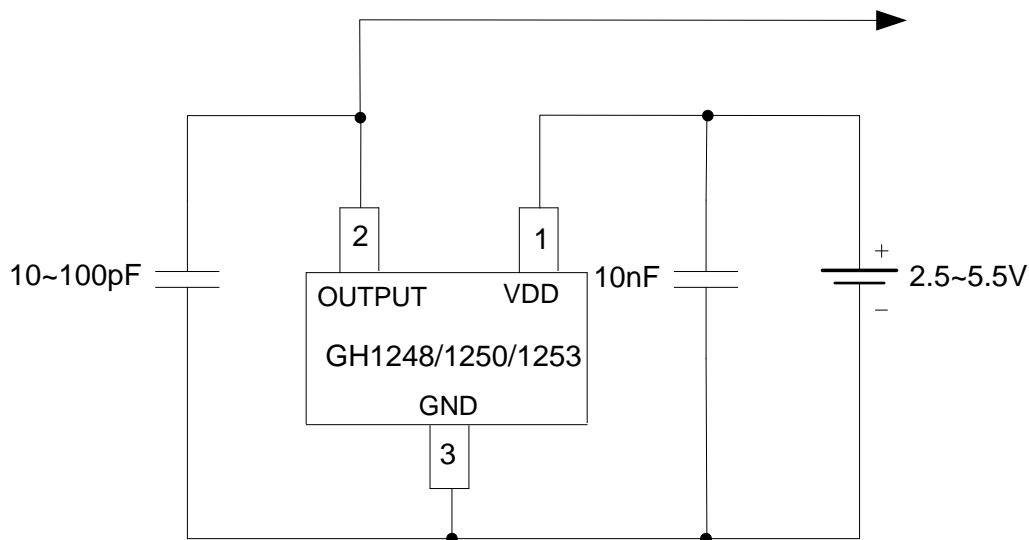 2
1
+
10~100pF
10nF
2.5~5.5V
OUTPUT
VDD
−
GH1248/1250/1253
GND
3